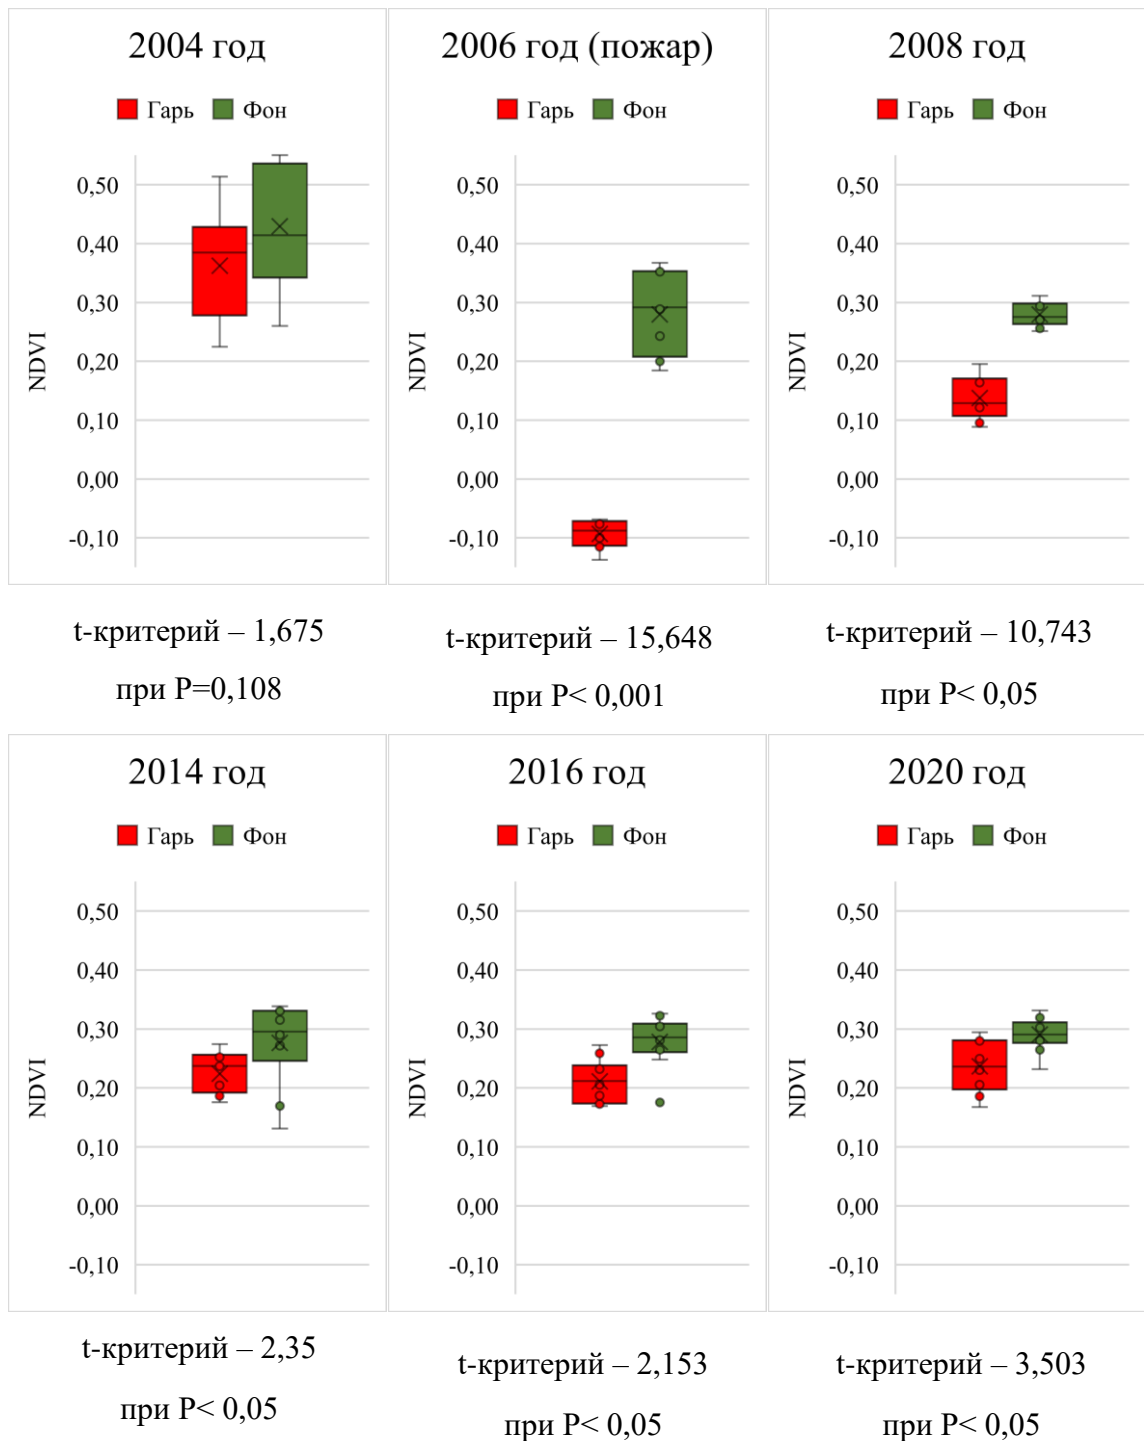 2004 год
Гарь Фон
0,50
0,40
0,30
0,20
0,10
0,00
-0,10
NDVI
2006 год (пожар)
Гарь Фон
0,50
0,40
0,30
0,20
0,10
0,00
-0,10
NDVI
2008 год
Гарь Фон
0,50
0,40
0,30
0,20
0,10
0,00
-0,10
NDVI
t-критерий – 1,675
при P=0,108
t-критерий – 15,648
при P< 0,001
t-критерий – 10,743
при P< 0,05
2014 год
Гарь Фон
0,50
0,40
0,30
0,20
0,10
0,00
-0,10
NDVI
2016 год
Гарь Фон
0,50
0,40
0,30
0,20
0,10
0,00
-0,10
NDVI
2020 год
Гарь Фон
0,50
0,40
0,30
0,20
0,10
0,00
-0,10
NDVI
t-критерий – 2,35
при P< 0,05
t-критерий – 2,153
при P< 0,05
t-критерий – 3,503
при P< 0,05